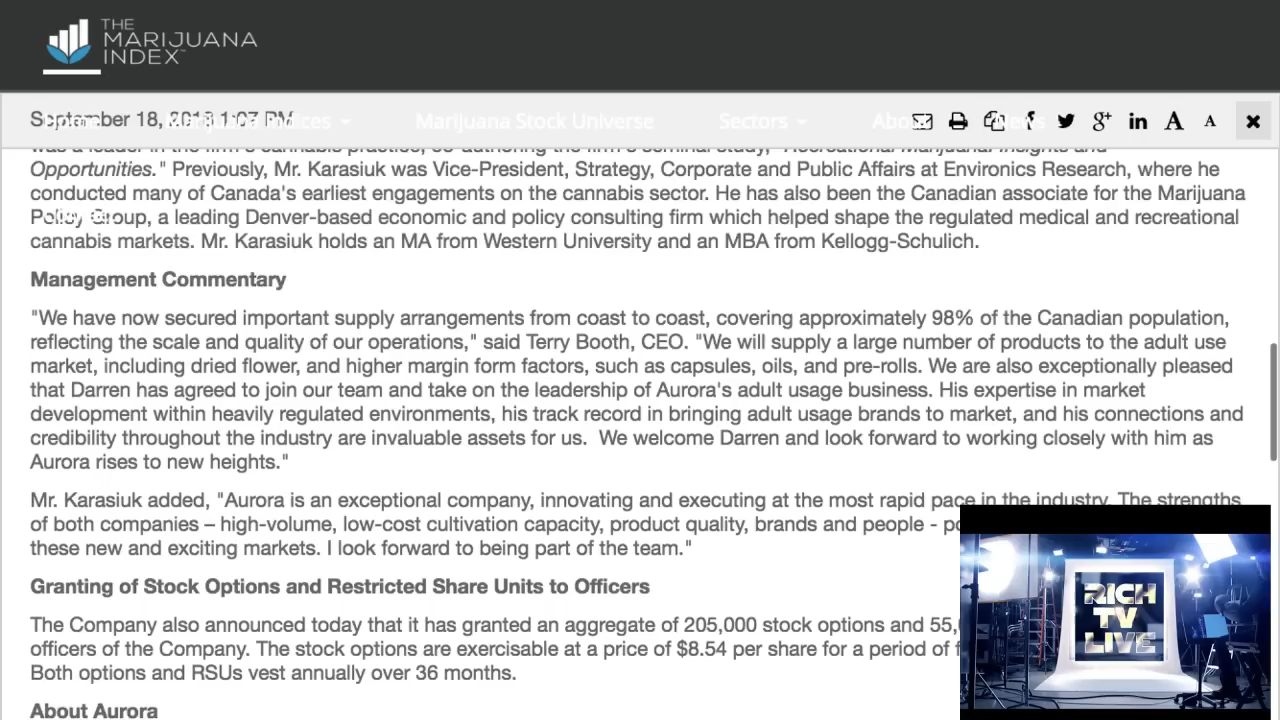 THE
MARIJUANA
INDEX™
September 18, 2018 1:07 PM
Marijuana Indices
Marijuana Stock Universe
Sectors
News
Opportunities." Previously, Mr. Karasiuk was Vice-President, Strategy, Corporate and Public Affairs at Environics Research, where he
conducted many of Canada's earliest engagements on the cannabis sector. He has also been the Canadian associate for the Marijuana
Policy Group, a leading Denver-based economic and policy consulting firm which helped shape the regulated medical and recreational
cannabis markets. Mr. Karasiuk holds an MA from Western University and an MBA from Kellogg-Schulich.
Management Commentary
"We have now secured important supply arrangements from coast to coast, covering approximately 98% of the Canadian population,
reflecting the scale and quality of our operations," said Terry Booth, CEO. "We will supply a large number of products to the adult use
market, including dried flower, and higher margin form factors, such as capsules, oils, and pre-rolls. We are also exceptionally pleased
that Darren has agreed to join our team and take on the leadership of Aurora's adult usage business. His expertise in market
development within heavily regulated environments, his track record in bringing adult usage brands to market, and his connections and
credibility throughout the industry are invaluable assets for us. We welcome Darren and look forward to working closely with him as
Aurora rises to new heights."
Mr. Karasiuk added, "Aurora is an exceptional company, innovating and executing at the most rapid pace in the industry. The strengths
of both companies – high-volume, low-cost cultivation capacity, product quality, brands and people -
these new and exciting markets. I look forward to being part of the team."
Granting of Stock Options and Restricted Share Units to Officers
The Company also announced today that it has granted an aggregate of 205,000 stock options and 55,
officers of the Company. The stock options are exercisable at a price of $8.54 per share for a period of
Both options and RSUs vest annually over 36 months.
About Aurora
RICH
TV
LIVE